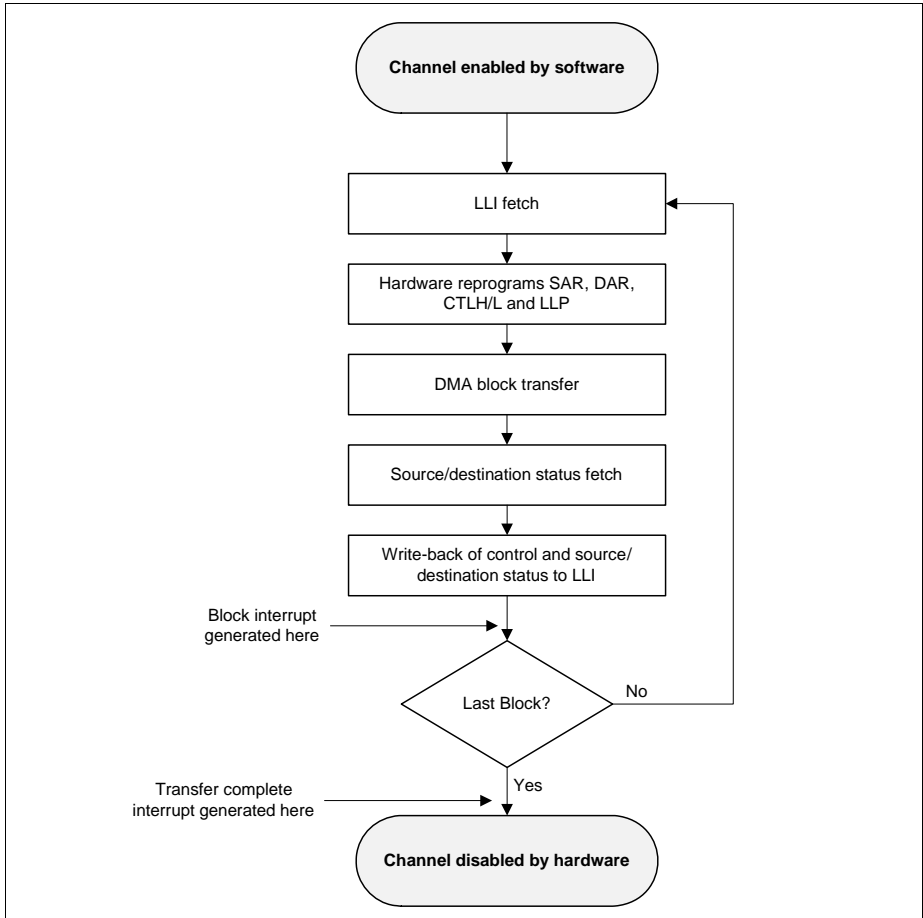 Channel enabled by software
LLI fetch
Hardware reprograms SAR, DAR,
CTLH/L and LLP
DMA block transfer
Source/destination status fetch
Write-back of control and source/
destination status to LLI
Block interrupt
generated here
Last Block?
No
Yes
Transfer complete
interrupt generated here
Channel disabled by hardware